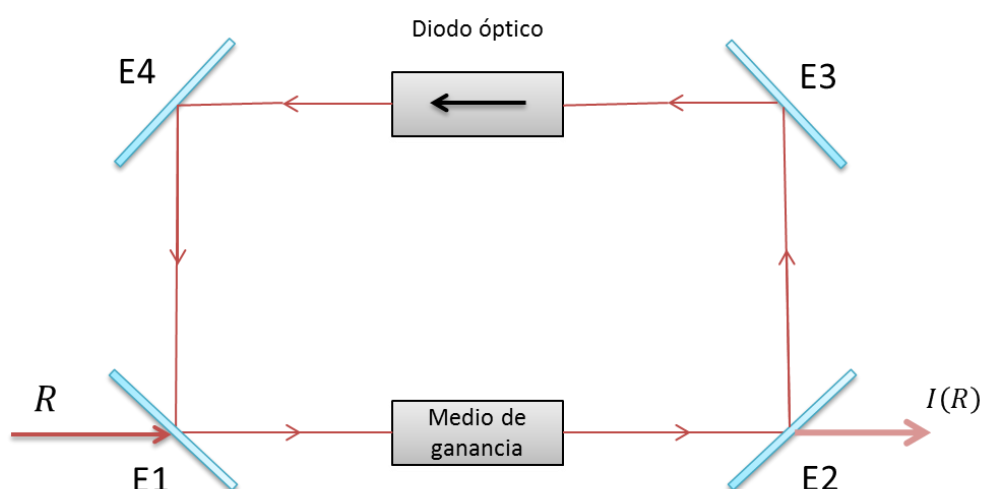 Diodo óptico
E4
E3
R
Medio de
ganancia
I(R)
E1
E2